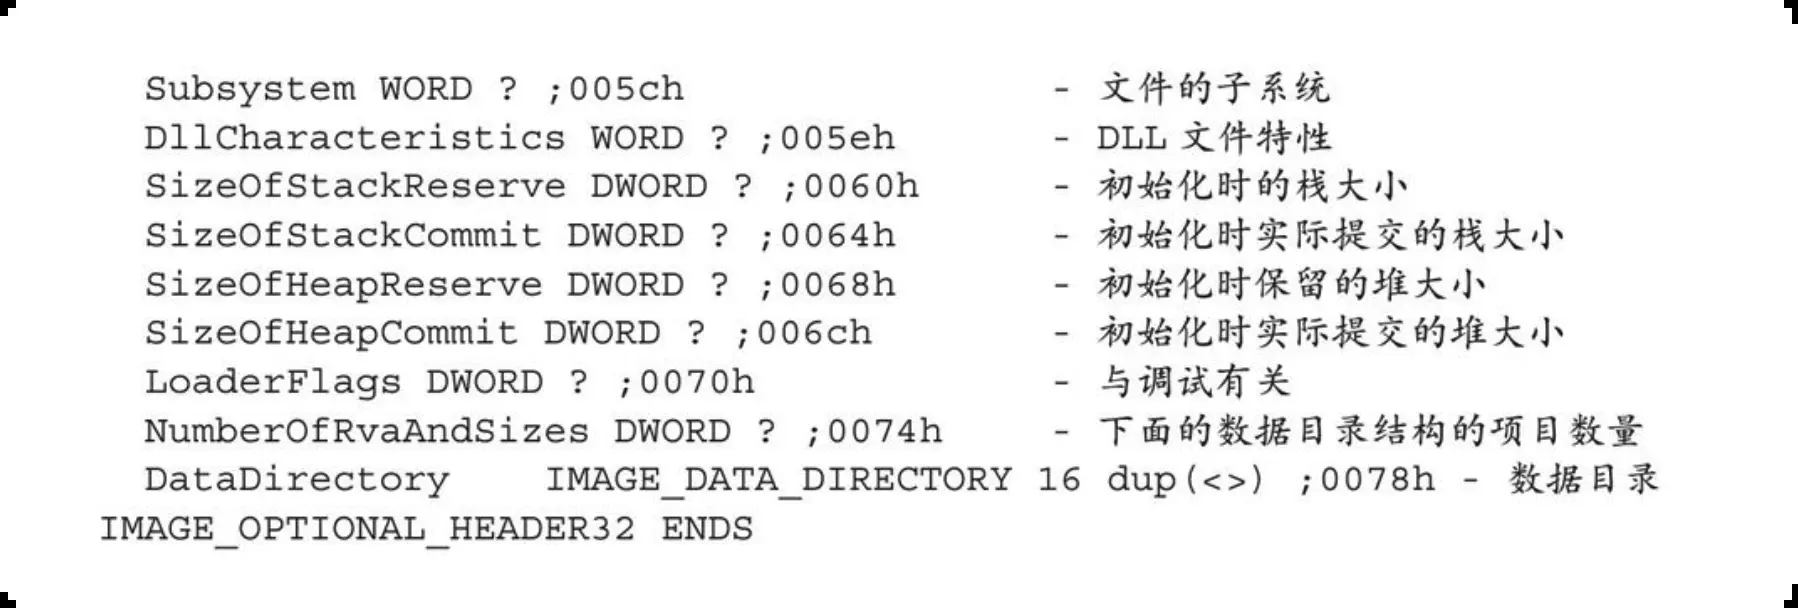 Subsystem WORD ? ;005ch - 文件的子系统
DllCharacteristics WORD ? ;005eh - DLL 文件特性
SizeOfStackReserve DWORD ? ;0060h - 初始化时的栈大小
SizeOfStackCommit DWORD ? ;0064h - 初始化时实际提交的栈大小
SizeOfHeapReserve DWORD ? ;0068h - 初始化时保留的堆大小
SizeOfHeapCommit DWORD ? ;006ch - 初始化时实际提交的堆大小
LoaderFlags DWORD ? ;0070h - 与调试有关
NumberOfRvaAndSizes DWORD ? ;0074h - 下面的数据目录结构的项目数量
DataDirectory IMAGE_DATA_DIRECTORY 16 dup(<>) ;0078h - 数据目录
IMAGE_OPTIONAL_HEADER32 ENDS